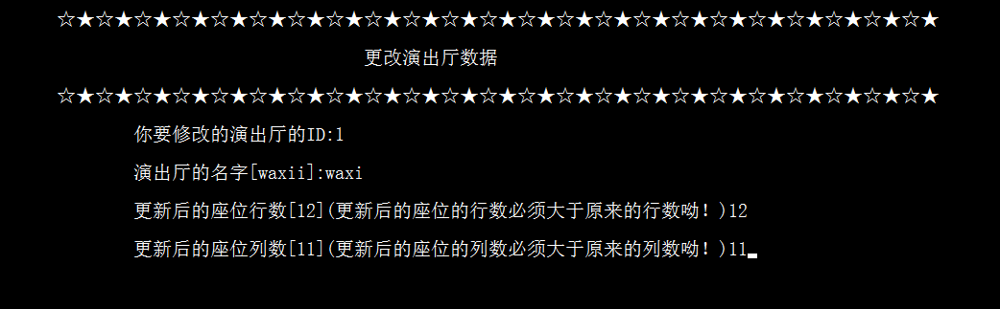 ☆★☆★☆★☆★☆★☆★☆★☆★☆★☆★☆★☆★☆★☆★☆★☆★☆★☆★☆★☆★☆★☆★☆★
更改演出厅数据
☆★☆★☆★☆★☆★☆★☆★☆★☆★☆★☆★☆★☆★☆★☆★☆★☆★☆★☆★☆★☆★☆★☆★
你要修改的演出厅的ID:1
演出厅的名字[waxii]:waxi
更新后的座位行数[12](更新后的座位的行数必须大于原来的行数呦！)12
更新后的座位列数[11](更新后的座位的列数必须大于原来的列数呦！)11